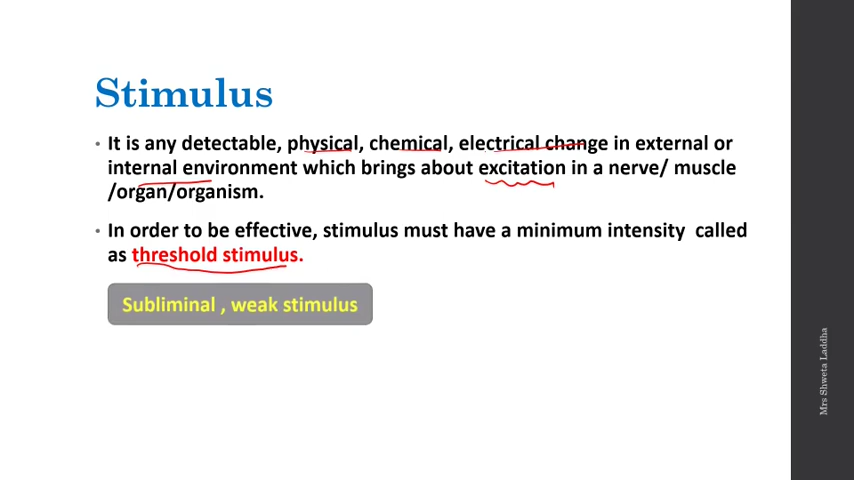 Stimulus
• It is any detectable, physical, chemical, electrical change in external or
internal environment which brings about excitation in a nerve/ muscle
/organ/organism.
• In order to be effective, stimulus must have a minimum intensity called
as threshold stimulus.
Subliminal , weak stimulus
Mrs Shweta Laddha